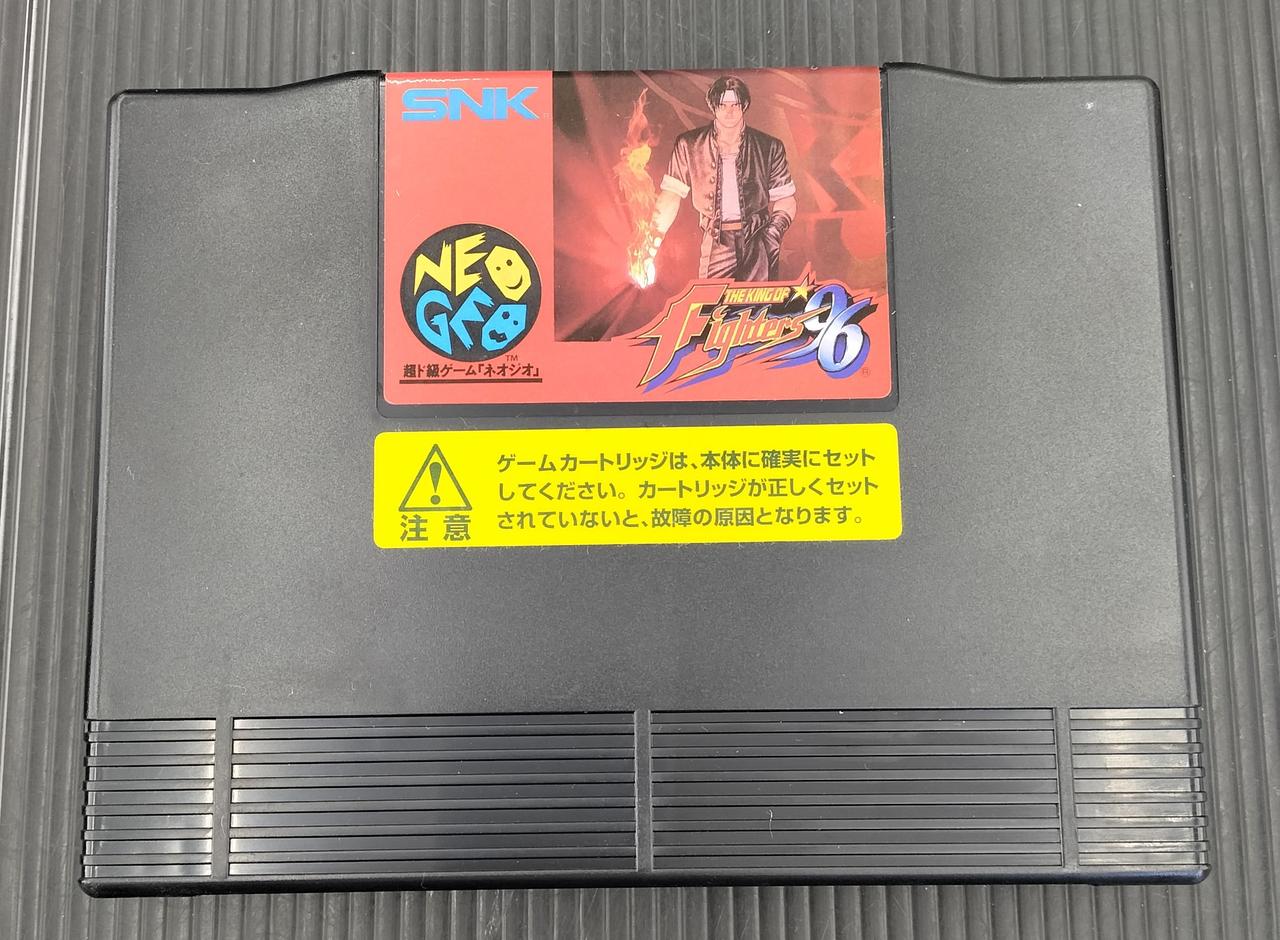 SNK
NEO
GEO
TM
超ド級ゲーム「ネオジオ」
THE KING OF
Fighters '96
®
注意
ゲームカートリッジは、本体に確実にセット
してください。カートリッジが正しくセット
されていないと、故障の原因となります。